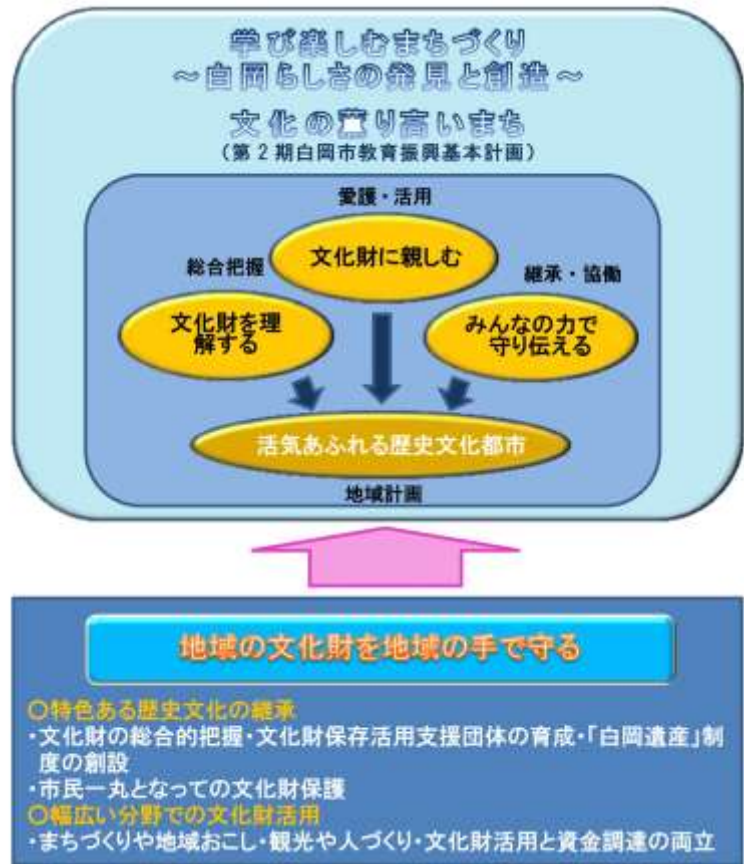 学び楽しむまちづくり
～白岡らしさの発見と創造～
文化の薫り高いまち
（第２期白岡市教育振興基本計画）
愛護・活用
文化財に親しむ
総合把握
継承・協働
文化財を理
解する
みんなの力で
守り伝える
活気あふれる歴史文化都市
地域計画
地域の文化財を地域の手で守る
〇特色ある歴史文化の継承
・文化財の総合的把握・文化財保存活用支援団体の育成・「白岡遺産」制
度の創設
・市民一丸となっての文化財保護
〇幅広い分野での文化財活用
・まちづくりや地域おこし・観光や人づくり・文化財活用と資金調達の両立